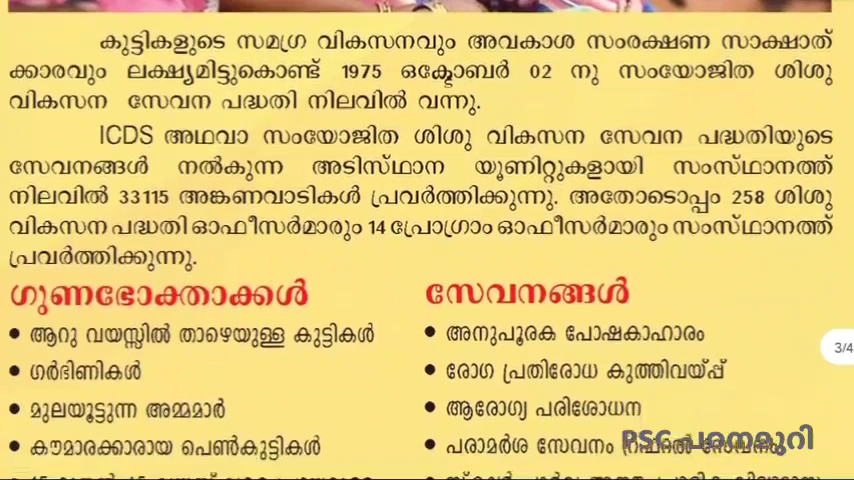 കുട്ടികളുടെ സമഗ്ര വികസനവും അവകാശ സംരക്ഷണ സാക്ഷാത്
ക്കാരവും ലക്ഷ്യമിട്ടുകൊണ്ട് 1975 ഒക്ടോബർ 02 നു സംയോജിത ശിശു
വികസന സേവന പദ്ധതി നിലവിൽ വന്നു.
ICDS അഥവാ സംയോജിത ശിശു വികസന സേവന പദ്ധതിയുടെ
സേവനങ്ങൾ നൽകുന്ന അടിസ്ഥാന യൂണിറ്റുകളായി സംസ്ഥാനത്ത്
നിലവിൽ 33115 അങ്കണവാടികൾ പ്രവർത്തിക്കുന്നു. അതോടൊപ്പം 258 ശിശു
വികസന പദ്ധതി ഓഫീസർമാരും 14 പ്രോഗ്രാം ഓഫീസർമാരും സംസ്ഥാനത്ത്
പ്രവർത്തിക്കുന്നു.
ഗുണഭോക്താക്കൾ
• ആറു വയസ്സിൽ താഴെയുള്ള കുട്ടികൾ
• ഗർഭിണികൾ
• മുലയൂട്ടുന്ന അമ്മമാർ
• കൗമാരക്കാരായ പെൺകുട്ടികൾ
സേവനങ്ങൾ
• അനുപൂരക പോഷകാഹാരം
• രോഗ പ്രതിരോധ കുത്തിവയ്പ്പ്
• ആരോഗ്യ പരിശോധന
• പരാമർശ സേവനം
PSC പഠനമുറി
3/4